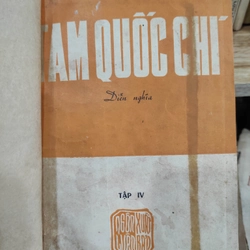 TAM QUỐC CHÍ
Diễn nghĩa
TẬP IV